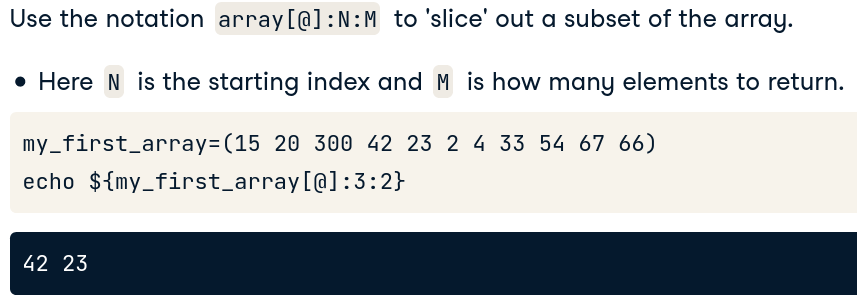 Use the notation array[@]:N:M to 'slice' out a subset of the array.
• Here N is the starting index and M is how many elements to return.
my_first_array=(15 20 300 42 23 2 4 33 54 67 66)
echo ${my_first_array[@]:3:2}
42 23